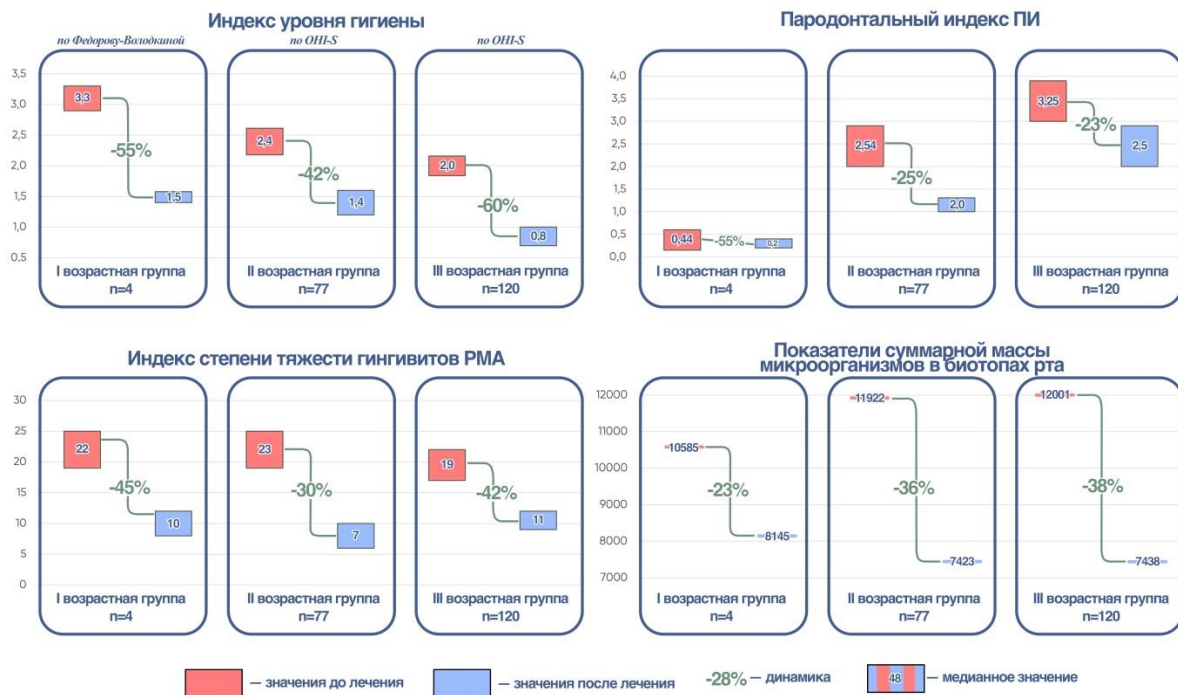 Индекс уровня гигиены
по Федорову-Володкиной
по OHI-S
по OHI-S
3,5
3,0
2,5
2,0
1,5
1,0
0,5
3,3
-55%
1,5
2,4
-42%
1,4
2,0
-60%
0,8
I возрастная группа
n=4
II возрастная группа
n=77
III возрастная группа
n=120
Пародонтальный индекс ПИ
4,0
3,5
3,0
2,5
2,0
1,5
1,0
0,5
0,0
0,44
-55%
0,2
2,54
-25%
2,0
3,25
-23%
2,5
I возрастная группа
n=4
II возрастная группа
n=77
III возрастная группа
n=120
Индекс степени тяжести гингивитов PMA
30
25
20
15
10
5
0
22
-45%
10
23
-30%
7
19
-42%
11
I возрастная группа
n=4
II возрастная группа
n=77
III возрастная группа
n=120
Показатели суммарной массы
микроорганизмов в биотопах рта
12000
11000
10000
9000
8000
7000
10585
-23%
8145
11922
-36%
7423
12001
-38%
7438
I возрастная группа
n=4
II возрастная группа
n=77
III возрастная группа
n=120
— значения до лечения
— значения после лечения
-28% — динамика
48 — медианное значение